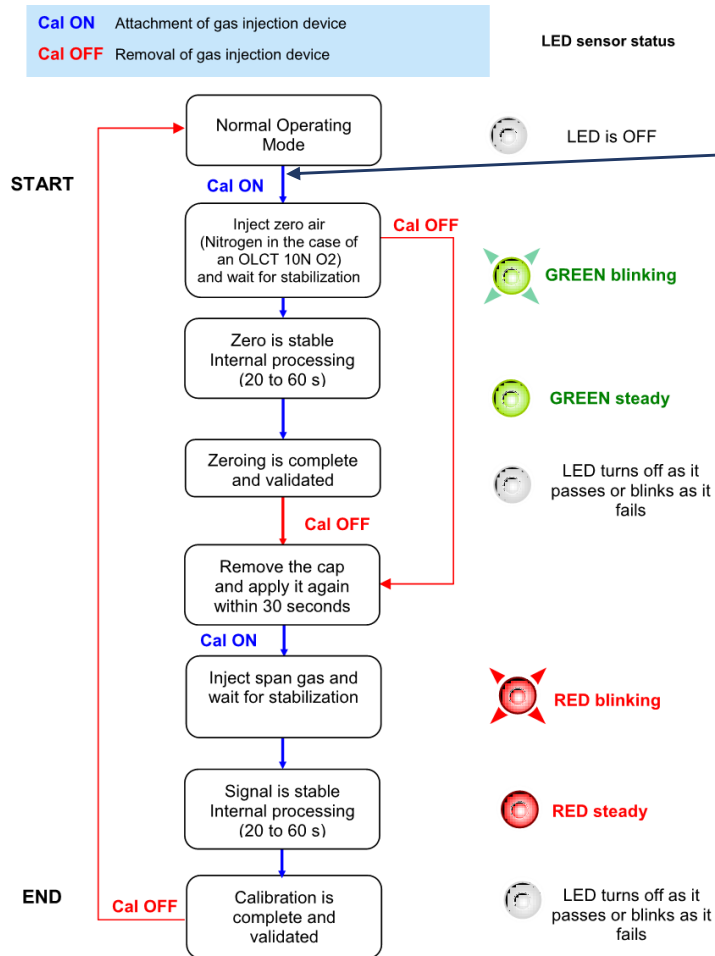 Cal ON Attachment of gas injection device
Cal OFF Removal of gas injection device
LED sensor status
Normal Operating
Mode
LED is OFF
START
Cal ON
Inject zero air
(Nitrogen in the case of
an OLCT 10N O2)
and wait for stabilization
Cal OFF
GREEN blinking
Zero is stable
Internal processing
(20 to 60 s)
GREEN steady
Zeroing is complete
and validated
LED turns off as it
passes or blinks as it
fails
Cal OFF
Remove the cap
and apply it again
within 30 seconds
Cal ON
Inject span gas and
wait for stabilization
RED blinking
Signal is stable
Internal processing
(20 to 60 s)
RED steady
END
Cal OFF
Calibration is
complete and
validated
LED turns off as it
passes or blinks as it
fails